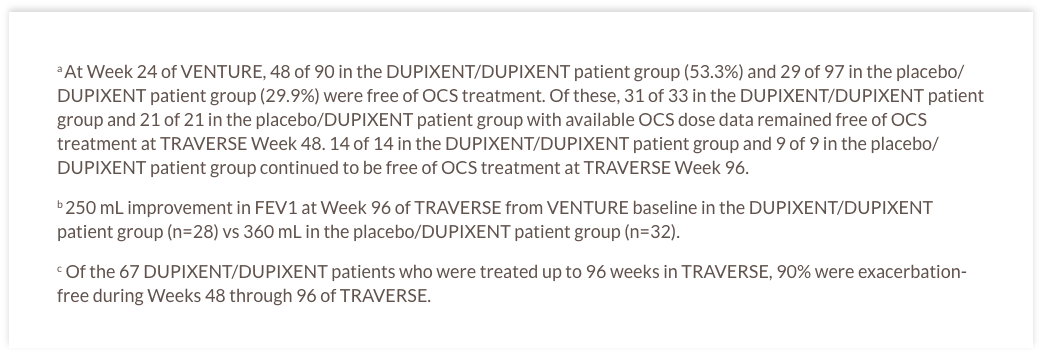 ᵃ At Week 24 of VENTURE, 48 of 90 in the DUPIXENT/DUPIXENT patient group (53.3%) and 29 of 97 in the placebo/
DUPIXENT patient group (29.9%) were free of OCS treatment. Of these, 31 of 33 in the DUPIXENT/DUPIXENT patient
group and 21 of 21 in the placebo/DUPIXENT patient group with available OCS dose data remained free of OCS
treatment at TRAVERSE Week 48. 14 of 14 in the DUPIXENT/DUPIXENT patient group and 9 of 9 in the placebo/
DUPIXENT patient group continued to be free of OCS treatment at TRAVERSE Week 96.
ᵇ 250 mL improvement in FEV1 at Week 96 of TRAVERSE from VENTURE baseline in the DUPIXENT/DUPIXENT
patient group (n=28) vs 360 mL in the placebo/DUPIXENT patient group (n=32).
ᶜ Of the 67 DUPIXENT/DUPIXENT patients who were treated up to 96 weeks in TRAVERSE, 90% were exacerbation-
free during Weeks 48 through 96 of TRAVERSE.